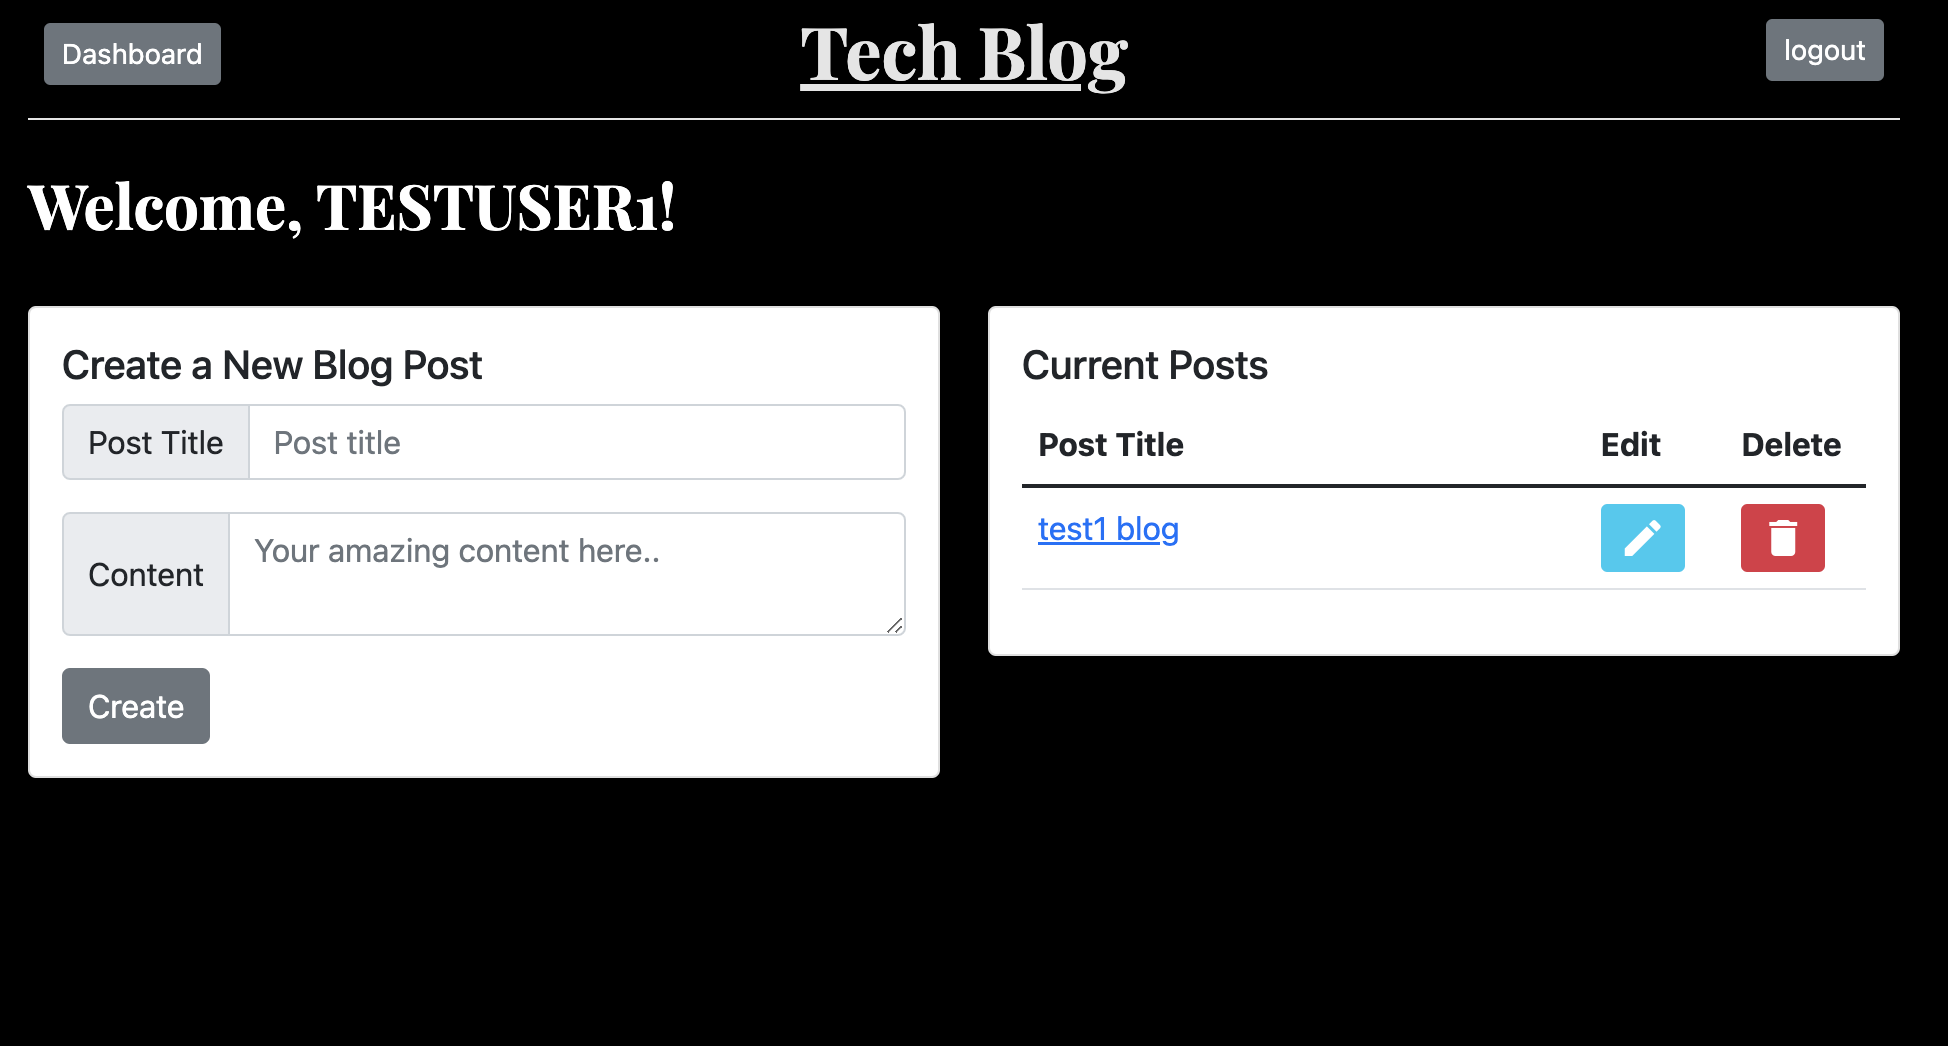 Dashboard
Tech Blog
logout
Welcome, TESTUSER1!
Create a New Blog Post
Post Title Post title
Content Your amazing content here..
Create
Current Posts
Post Title Edit Delete
test1 blog